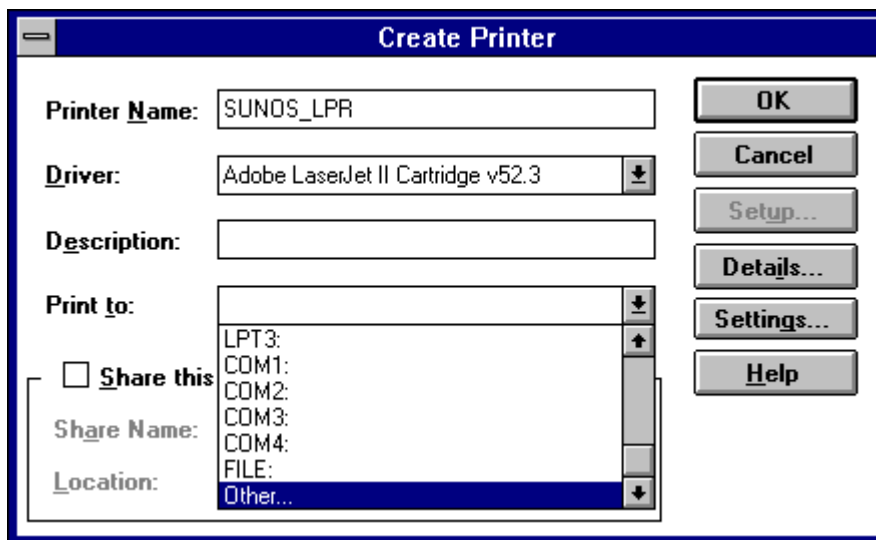 Create Printer
Printer Name: SUNOS_LPR
OK
Driver: Adobe LaserJet II Cartridge v52.3
Cancel
Setup...
Description:
Details...
Print to:
Settings...
LPT3:
COM1:
Share this
COM2:
Help
COM3:
Share Name:
COM4:
FILE:
Location:
Other...